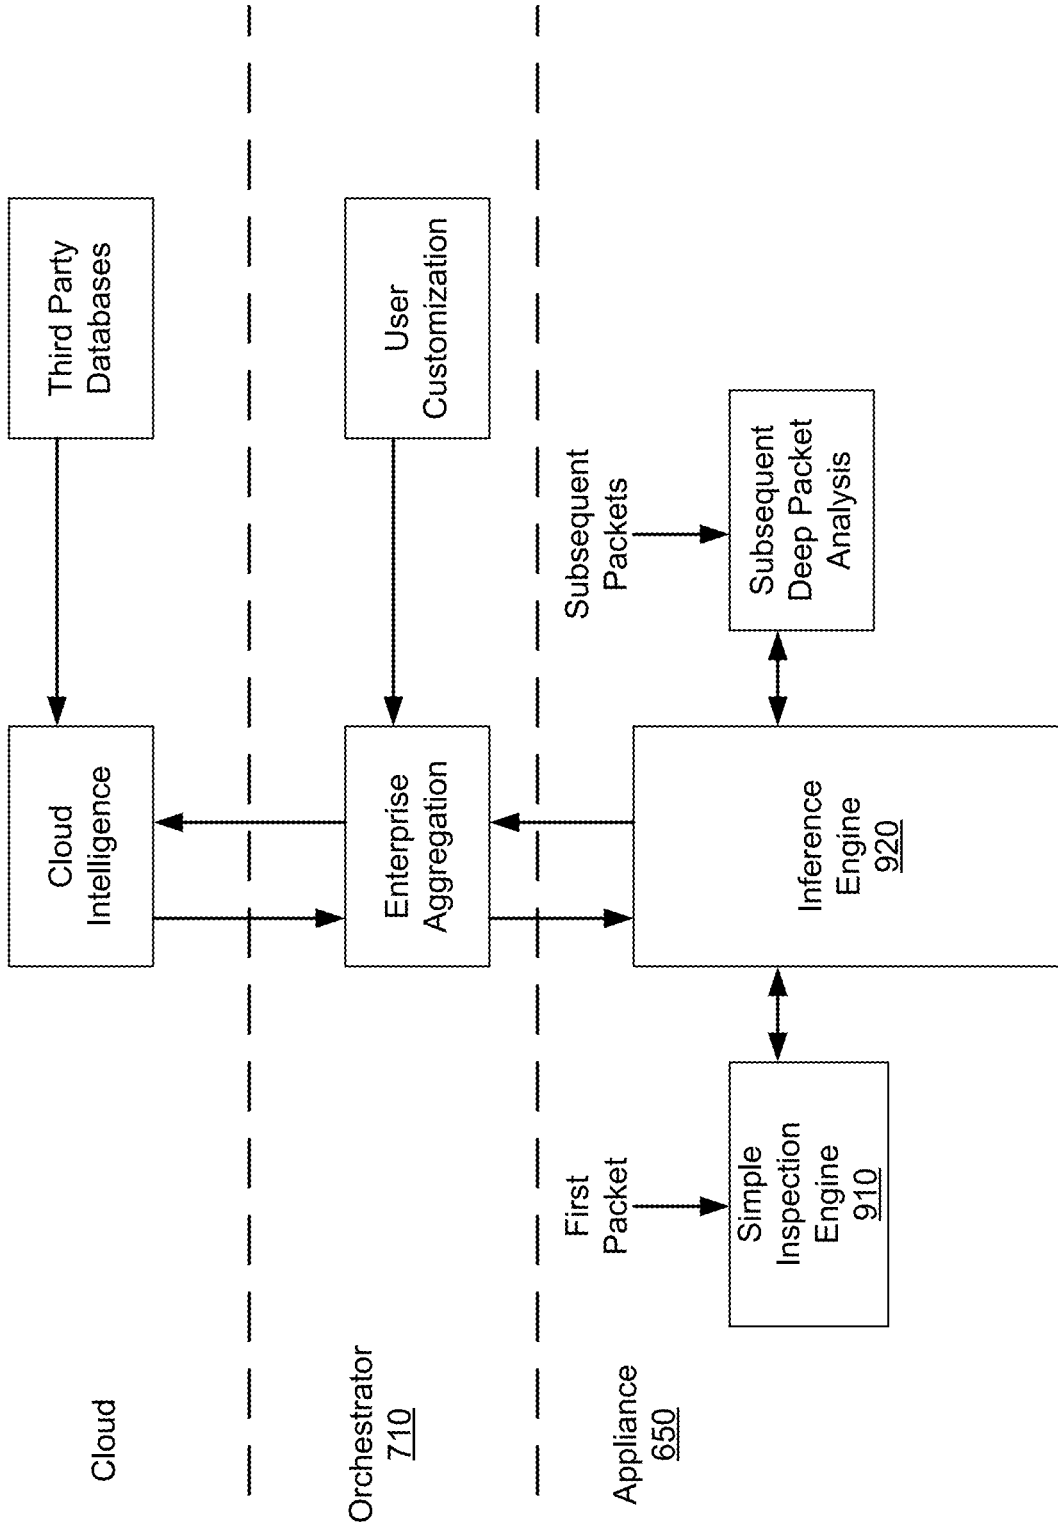 Cloud
Cloud
Intelligence
Third Party
Databases
Orchestrator
710
Enterprise
Aggregation
User
Customization
Appliance
650
First
Packet
Subsequent
Packets
Simple
Inspection
Engine
910
Inference
Engine
920
Subsequent
Deep Packet
Analysis